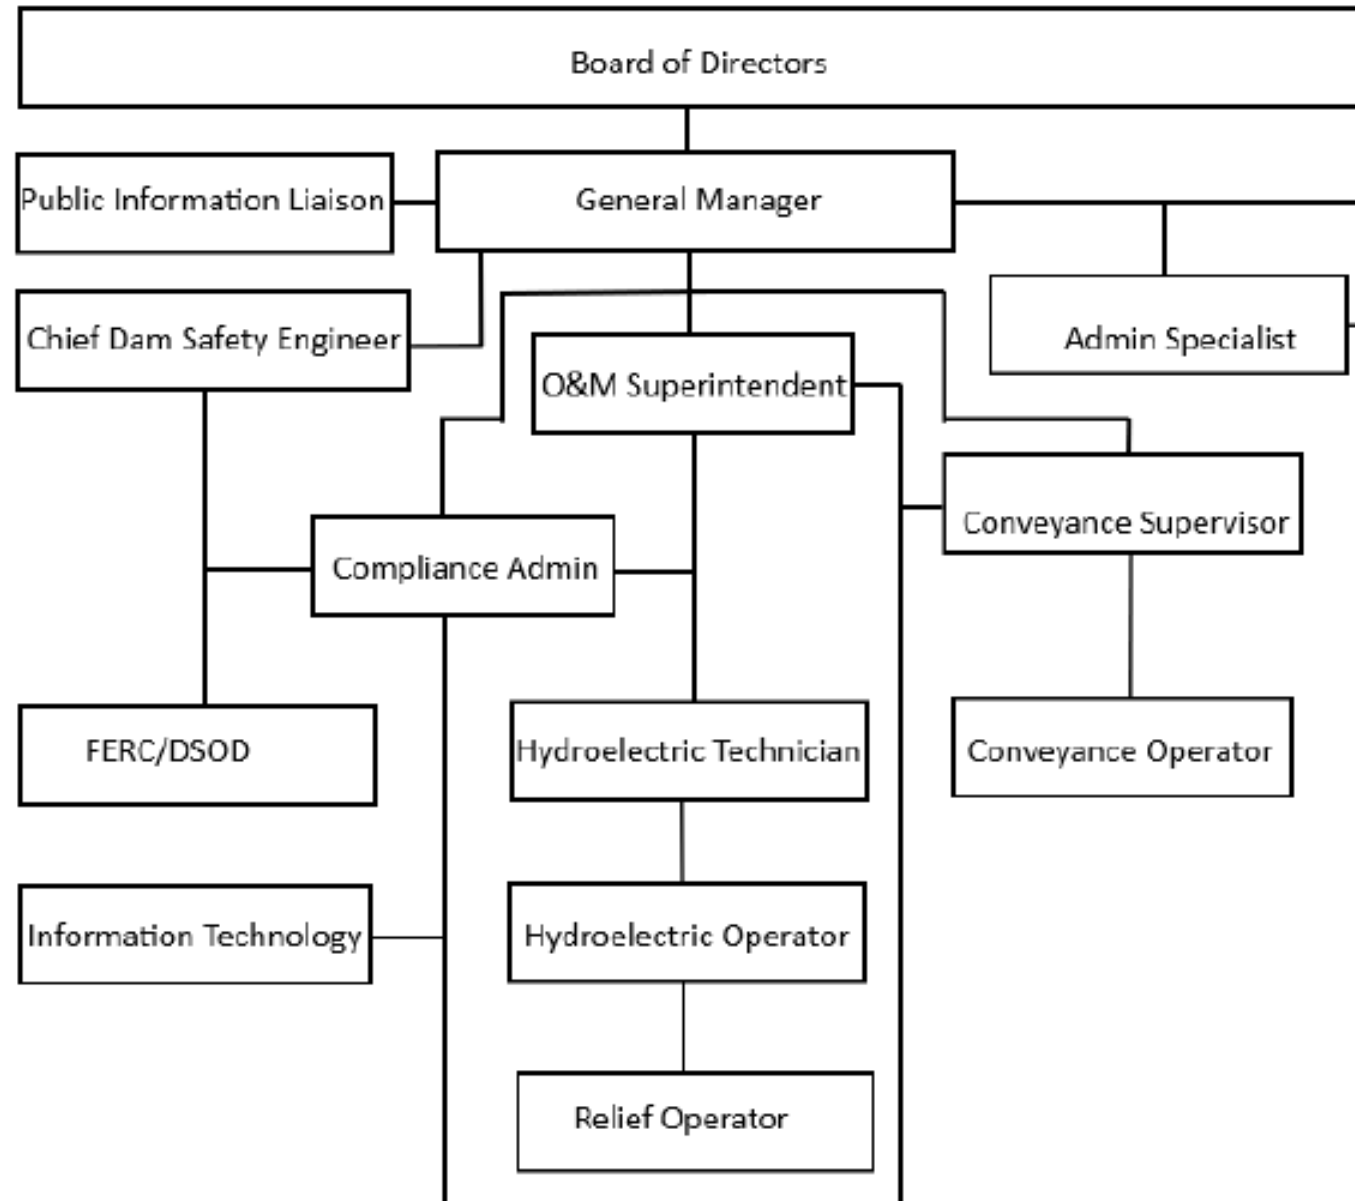 Board of Directors
Public Information Liaison
General Manager
Chief Dam Safety Engineer
Admin Specialist
O&M Superintendent
Conveyance Supervisor
Compliance Admin
FERC/DSOD
Hydroelectric Technician
Conveyance Operator
Information Technology
Hydroelectric Operator
Relief Operator